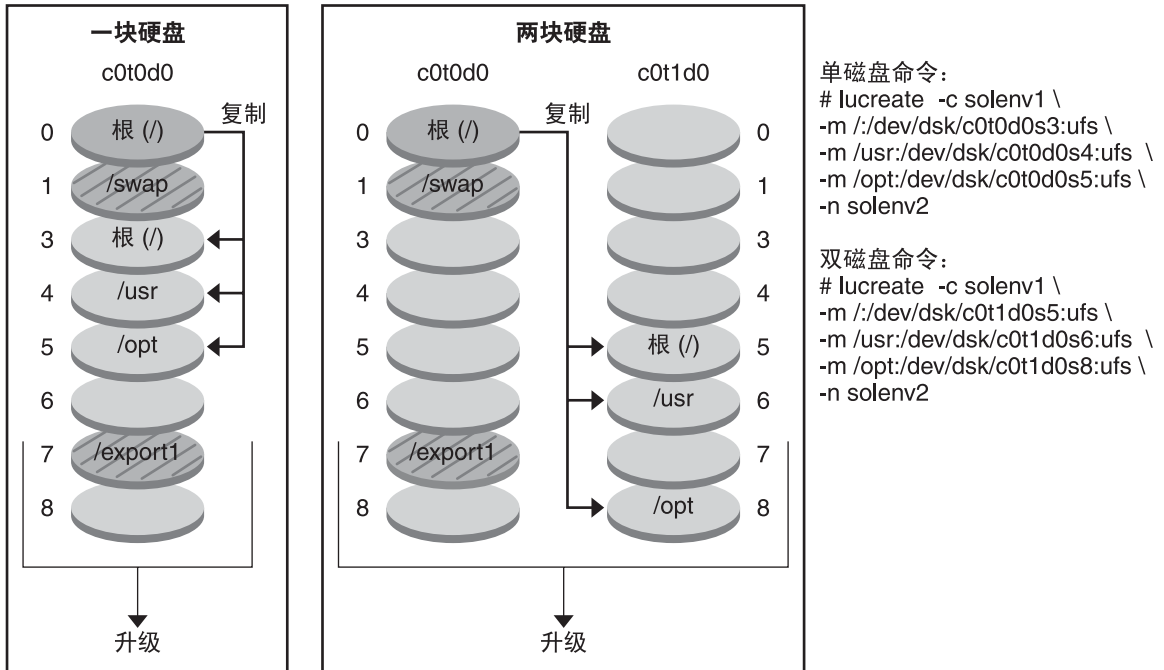 一块硬盘
c0t0d0
复制
0 根 (/)
1 /swap
3 根 (/)
4 /usr
5 /opt
6
7 /export1
8
升级
两块硬盘
c0t0d0 c0t1d0
复制
0 根 (/) 0
1 /swap 1
3 3
4 4
5 根 (/) 5
6 /usr 6
7 /export1 7
8 /opt 8
升级
单磁盘命令：
# lucreate -c solenv1 \
-m /:/dev/dsk/c0t0d0s3:ufs \
-m /usr:/dev/dsk/c0t0d0s4:ufs \
-m /opt:/dev/dsk/c0t0d0s5:ufs \
-n solenv2
双磁盘命令：
# lucreate -c solenv1 \
-m /:/dev/dsk/c0t1d0s5:ufs \
-m /usr:/dev/dsk/c0t1d0s6:ufs \
-m /opt:/dev/dsk/c0t1d0s8:ufs \
-n solenv2